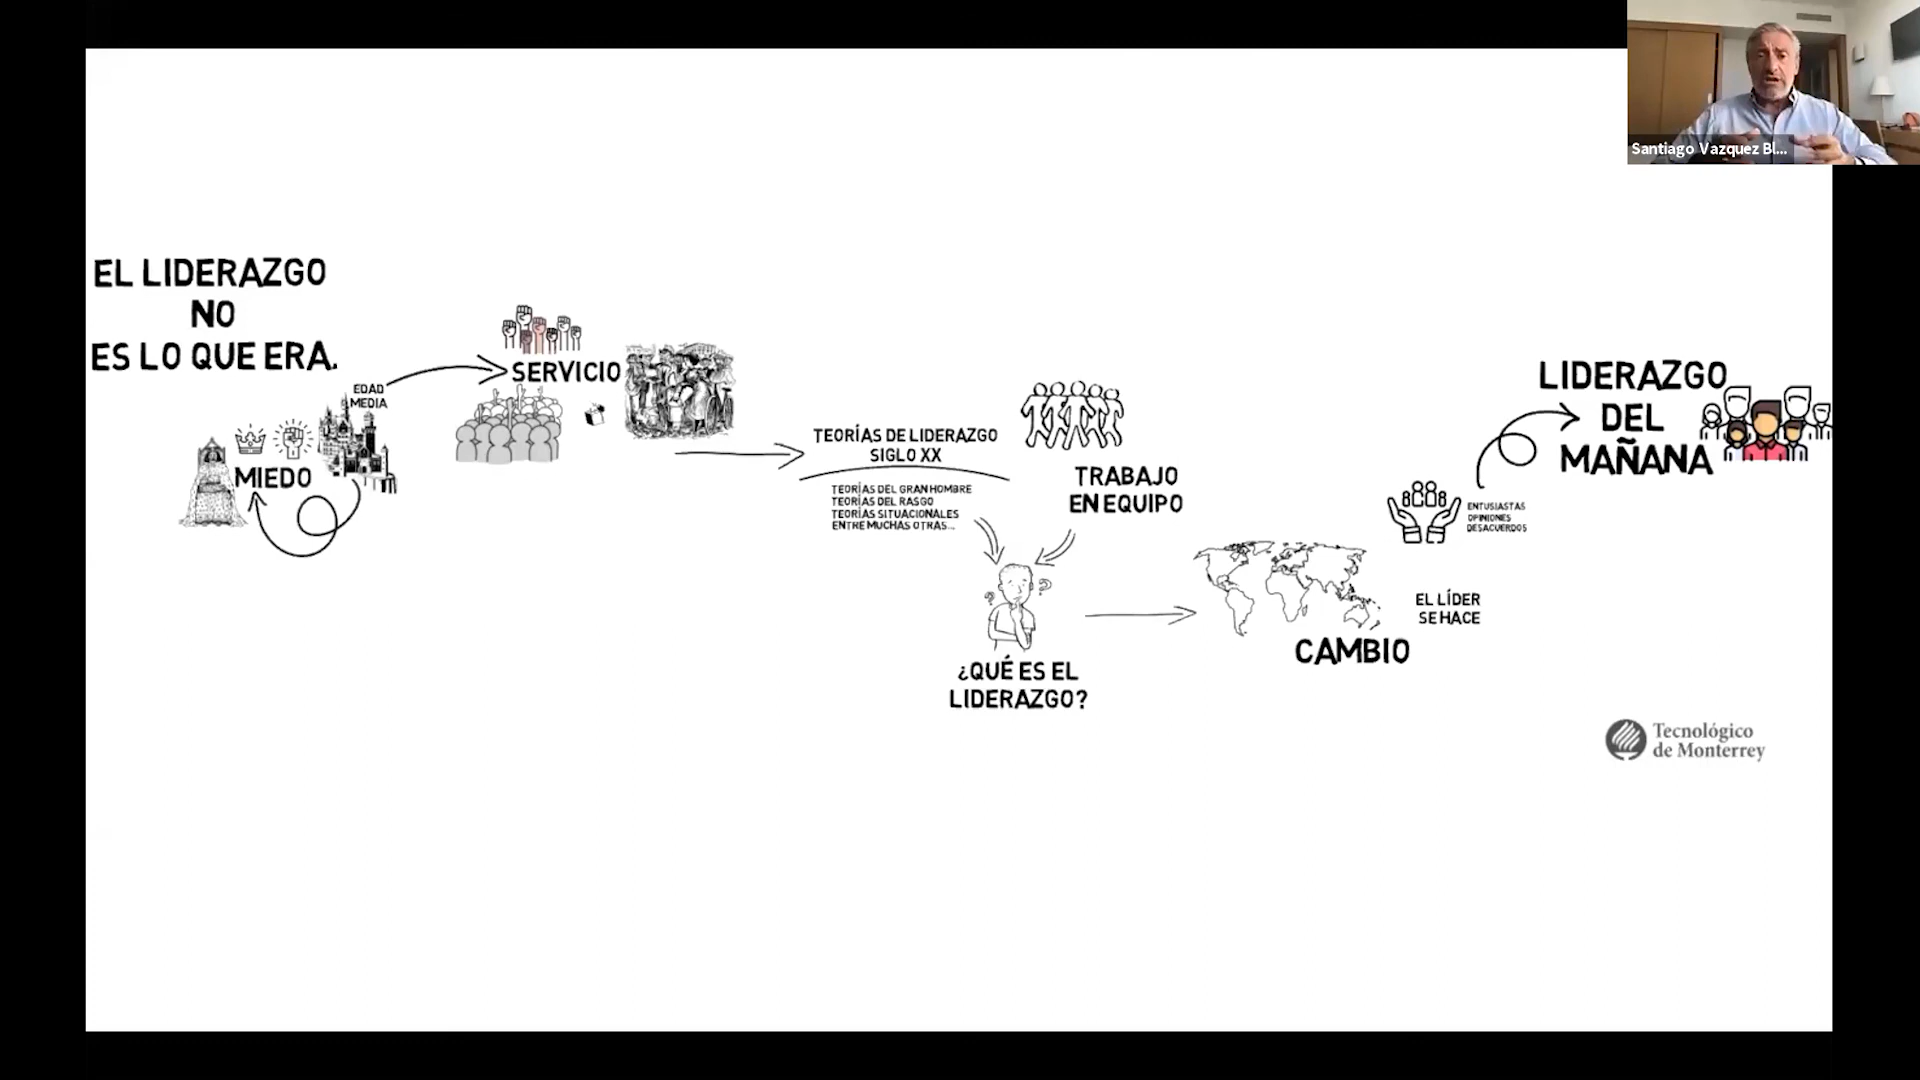 Santiago Vazquez Bl...
EL LIDERAZGO
NO
ES LO QUE ERA.
EDAD
MEDIA
MIEDO
SERVICIO
TEORÍAS DE LIDERAZGO
SIGLO XX
TEORÍAS DEL GRAN HOMBRE
TEORÍAS DEL RASGO
TEORÍAS SITUACIONALES
ENTRE MUCHAS OTRAS...
TRABAJO
EN EQUIPO
¿QUÉ ES EL
LIDERAZGO?
CAMBIO
EL LÍDER
SE HACE
ENTUSIASTAS
OPINIONES
DESACUERDOS
LIDERAZGO
DEL
MAÑANA
Tecnológico
de Monterrey